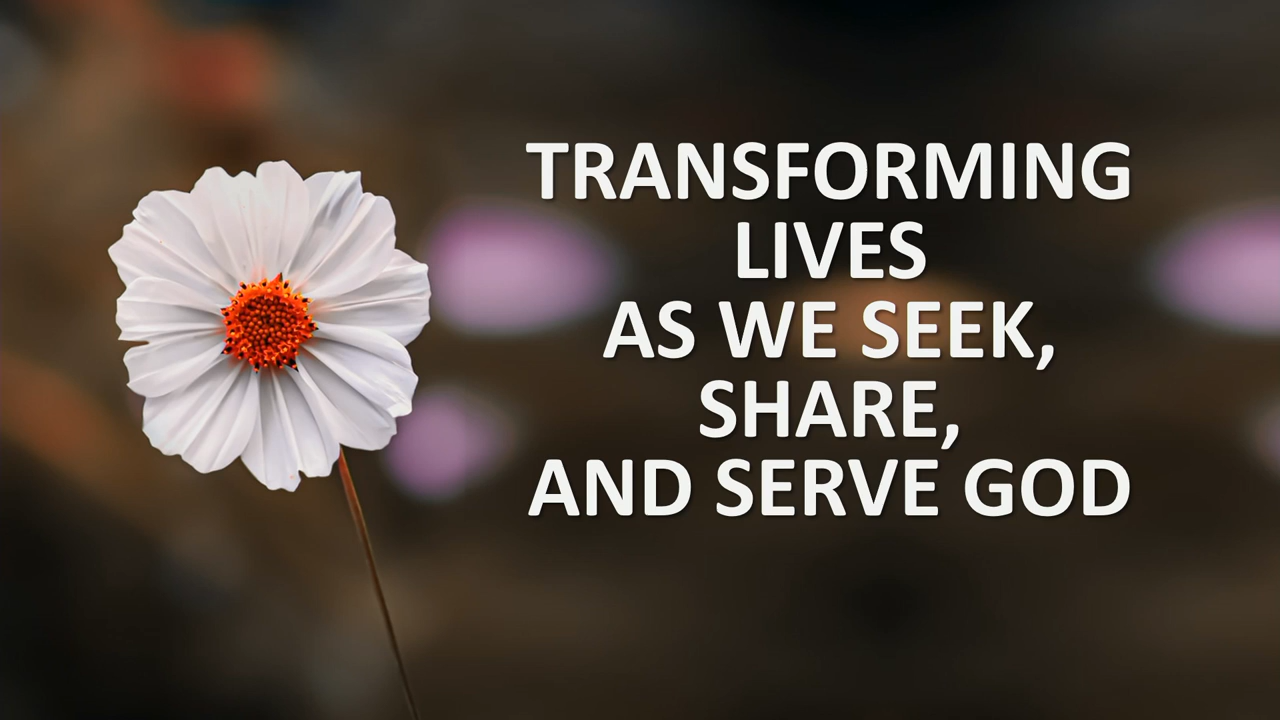 TRANSFORMING
LIVES
AS WE SEEK,
SHARE,
AND SERVE GOD